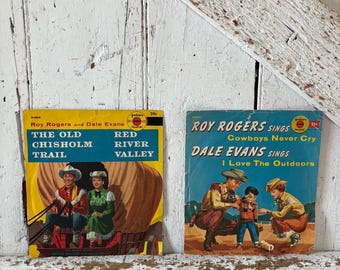 Roy Rogers and Dale Evans
THE OLD
CHISHOLM
TRAIL
RED
RIVER
VALLEY
ROY ROGERS SINGS
Cowboys Never Cry
DALE EVANS SINGS
I Love The Outdoors